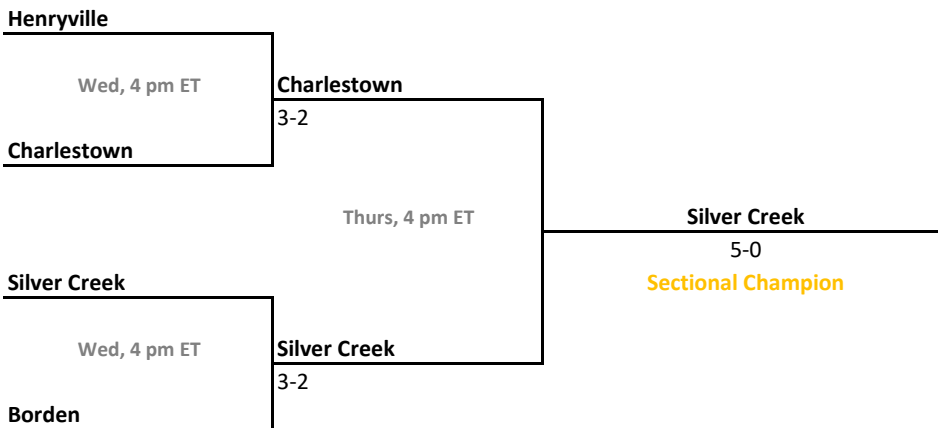 Henryville
Wed, 4 pm ET
Charlestown
3-2
Charlestown
Thurs, 4 pm ET
Silver Creek
5-0
Sectional Champion
Silver Creek
Wed, 4 pm ET
Silver Creek
3-2
Borden